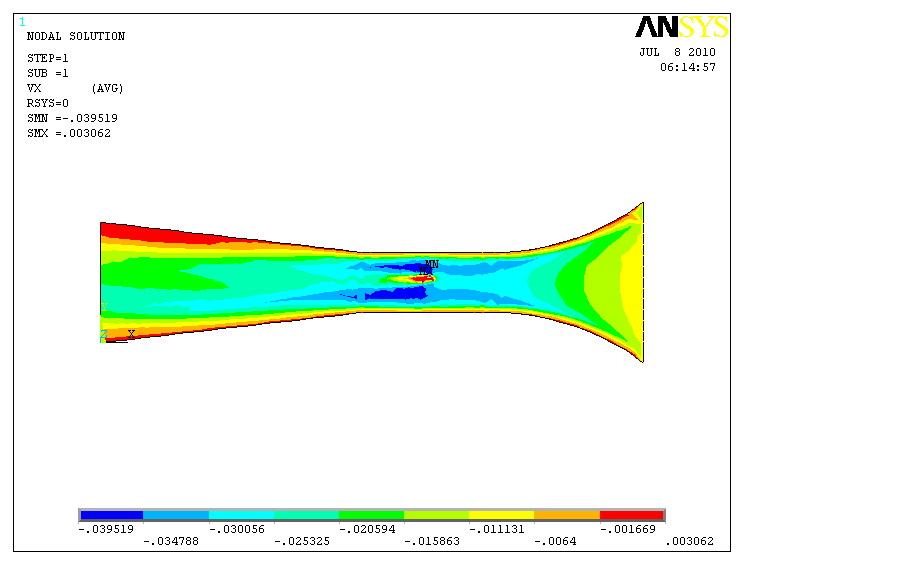 1
NODAL SOLUTION
STEP=1
SUB =1
VX (AVG)
RSYS=0
SMN =-.039519
SMX =.003062
ANSYS
JUL 8 2010
06:14:57
MN
X
-.039519 -.030056 -.020594 -.011131 -.001669
-.034788 -.025325 -.015863 -.0064 .003062